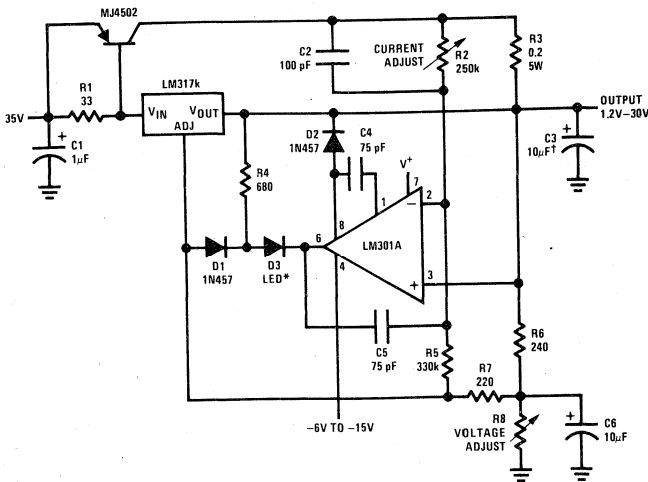 MJ4502
C2
100 pF
CURRENT
ADJUST
R2
250k
R3
0.2
5W
R1
33
LM317k
35V
VIN
VOUT
ADJ
OUTPUT
1.2V–30V
C1
1μF
+
D2
1N457
C4
75 pF
V+
7
+
C3
10μF†
R4
680
8
1
2
−
6
LM301A
D1
1N457
D3
LED*
4
3
+
C5
75 pF
R5
330k
R6
240
R7
220
−6V TO −15V
R8
VOLTAGE
ADJUST
+
C6
10μF